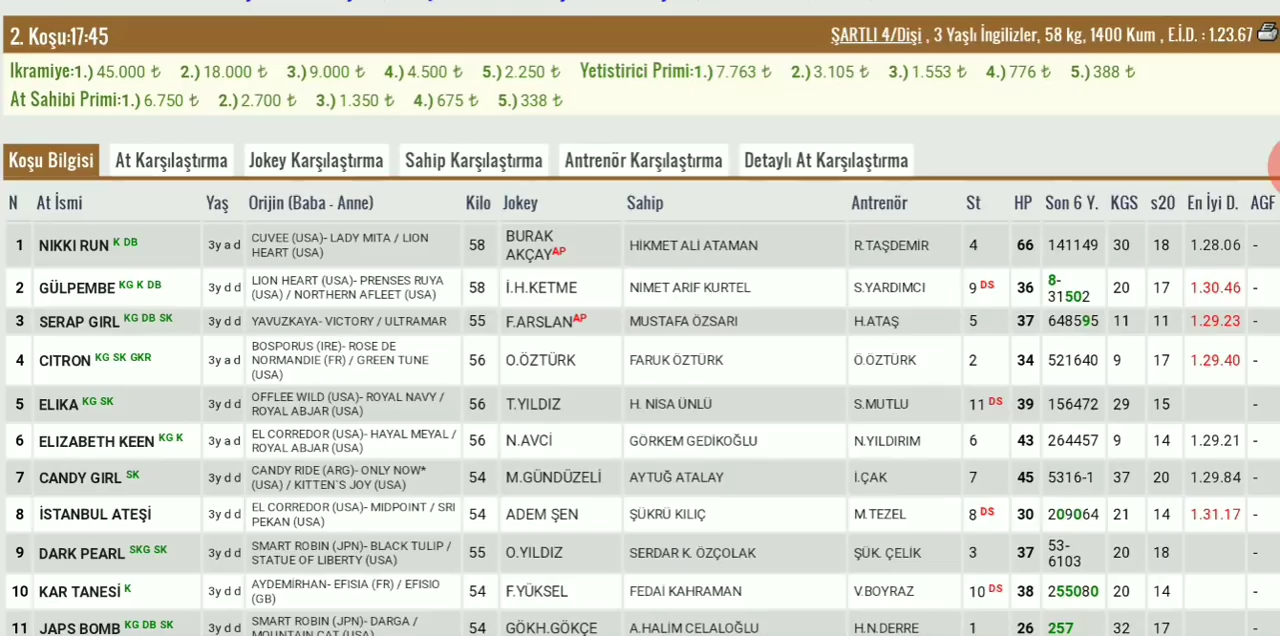 2. Koşu:17:45 ŞARTLI 4/Dişi , 3 Yaşlı İngilizler, 58 kg, 1400 Kum , E.İ.D. : 1.23.67
Ikramiye:1.) 45.000 ₺ 2.) 18.000 ₺ 3.) 9.000 ₺ 4.) 4.500 ₺ 5.) 2.250 ₺ Yetistirici Primi:1.) 7.763 ₺ 2.) 3.105 ₺ 3.) 1.553 ₺ 4.) 776 ₺ 5.) 388 ₺
At Sahibi Primi:1.) 6.750 ₺ 2.) 2.700 ₺ 3.) 1.350 ₺ 4.) 675 ₺ 5.) 338 ₺
Koşu Bilgisi At Karşılaştırma Jokey Karşılaştırma Sahip Karşılaştırma Antrenör Karşılaştırma Detaylı At Karşılaştırma
N At İsmi Yaş Orijin (Baba - Anne) Kilo Jokey Sahip Antrenör St HP Son 6 Y. KGS s20 En İyi D. AGF
1 NIKKI RUN K DB 3y a d CUVEE (USA)- LADY MITA / LION HEART (USA) 58 BURAK AKÇAY AP HİKMET ALİ ATAMAN R.TAŞDEMİR 4 66 141149 30 18 1.28.06 -
2 GÜLPEMBE KG K DB 3y d d LION HEART (USA)- PRENSES RUYA (USA) / NORTHERN AFLEET (USA) 58 İ.H.KETME NİMET ARİF KURTEL S.YARDIMCI 9 DS 36 8-31502 20 17 1.30.46 -
3 SERAP GIRL KG DB SK 3y d d YAVUZKAYA- VICTORY / ULTRAMAR 55 F.ARSLAN AP MUSTAFA ÖZSARI H.ATAŞ 5 37 648595 11 11 1.29.23 -
4 CITRON KG SK GKR 3y a d BOSPORUS (IRE)- ROSE DE NORMANDIE (FR) / GREEN TUNE (USA) 56 O.ÖZTÜRK FARUK ÖZTÜRK Ö.ÖZTÜRK 2 34 521640 9 17 1.29.40 -
5 ELIKA KG SK 3y d d OFFLEE WILD (USA)- ROYAL NAVY / ROYAL ABJAR (USA) 56 T.YILDIZ H. NİSA ÜNLÜ S.MUTLU 11 DS 39 156472 29 15 -
6 ELIZABETH KEEN KG K 3y a d EL CORREDOR (USA)- HAYAL MEYAL / ROYAL ABJAR (USA) 56 N.AVCİ GÖRKEM GEDİKOĞLU N.YILDIRIM 6 43 264457 9 14 1.29.21 -
7 CANDY GIRL SK 3y d d CANDY RIDE (ARG)- ONLY NOW* (USA) / KITTEN`S JOY (USA) 54 M.GÜNDÜZELİ AYTUĞ ATALAY İ.ÇAK 7 45 5316-1 37 20 1.29.84 -
8 İSTANBUL ATEŞİ 3y d d EL CORREDOR (USA)- MIDPOINT / SRI PEKAN (USA) 54 ADEM ŞEN ŞÜKRÜ KILIÇ M.TEZEL 8 DS 30 209064 21 14 1.31.17 -
9 DARK PEARL SKG SK 3y d d SMART ROBIN (JPN)- BLACK TULIP / STATUE OF LIBERTY (USA) 55 O.YILDIZ SERDAR K. ÖZÇOLAK ŞÜK. ÇELİK 3 37 53-6103 20 18 -
10 KAR TANESİ K 3y d d AYDEMİRHAN- EFISIA (FR) / EFISIO (GB) 54 F.YÜKSEL FEDAİ KAHRAMAN V.BOYRAZ 10 DS 38 255080 20 14 -
11 JAPS BOMB KG DB SK 3y d d SMART ROBIN (JPN)- DARGA / MOUNTAIN CAT (USA) 54 GÖKH.GÖKÇE A.HALİM CELALOĞLU H.N.DERRE 1 26 257 32 17 -